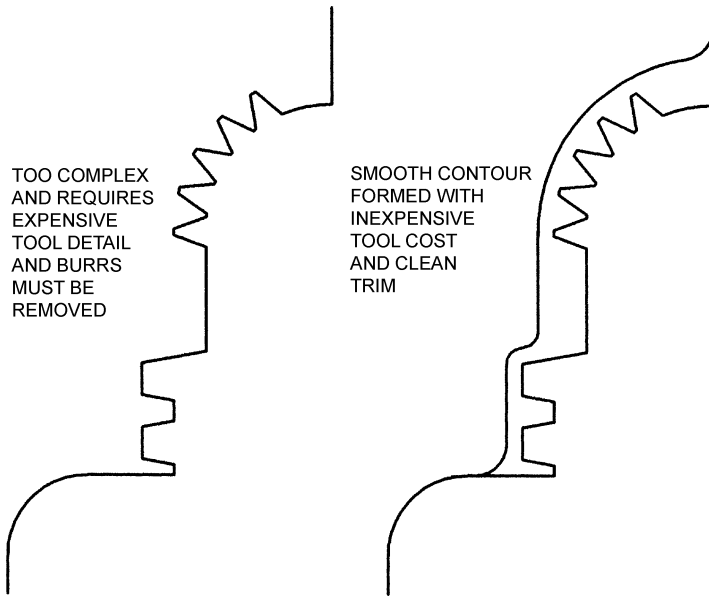 TOO COMPLEX
AND REQUIRES
EXPENSIVE
TOOL DETAIL
AND BURRS
MUST BE
REMOVED
SMOOTH CONTOUR
FORMED WITH
INEXPENSIVE
TOOL COST
AND CLEAN
TRIM